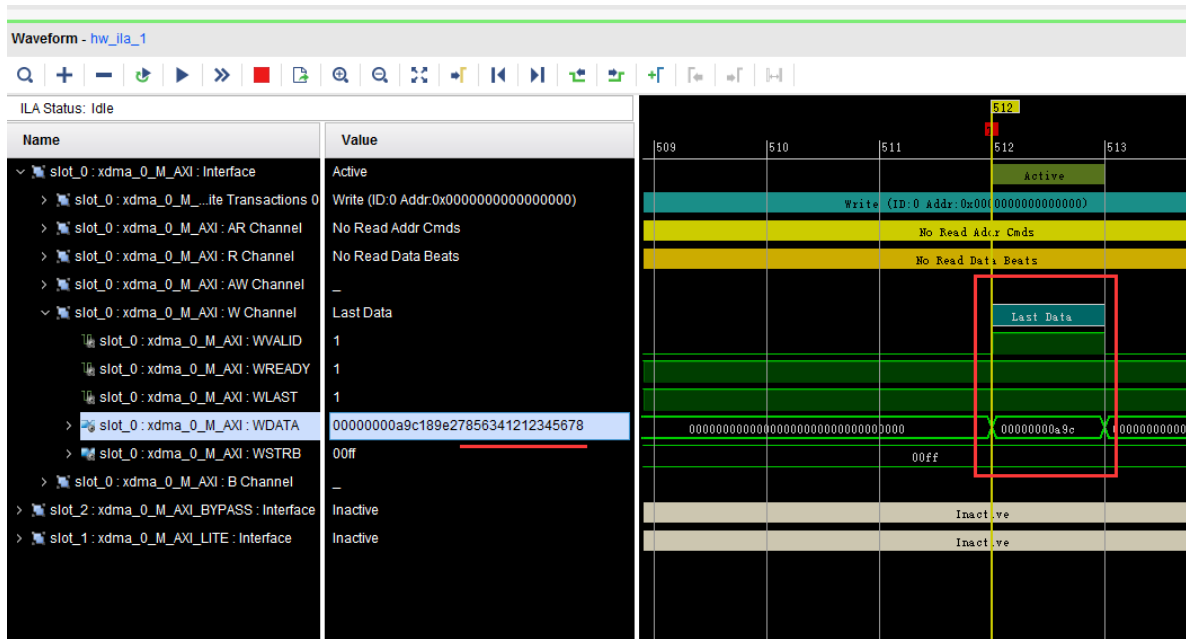 Waveform - hw_ila_1
ILA Status: Idle
512
Name Value 509 510 511 512 513
slot_0 : xdma_0_M_AXI : Interface Active Active
slot_0 : xdma_0_M_...ite Transactions 0 Write (ID:0 Addr:0x0000000000000000) Write (ID:0 Addr:0x0000000000000000)
slot_0 : xdma_0_M_AXI : AR Channel No Read Addr Cmds No Read Addr Cmds
slot_0 : xdma_0_M_AXI : R Channel No Read Data Beats No Read Data Beats
slot_0 : xdma_0_M_AXI : AW Channel _
slot_0 : xdma_0_M_AXI : W Channel Last Data Last Data
slot_0 : xdma_0_M_AXI : WVALID 1
slot_0 : xdma_0_M_AXI : WREADY 1
slot_0 : xdma_0_M_AXI : WLAST 1
slot_0 : xdma_0_M_AXI : WDATA 00000000a9c189e27856341212345678 00000000000000000000000000000000 00000000a9c 00000000000
slot_0 : xdma_0_M_AXI : WSTRB 00ff 00ff
slot_0 : xdma_0_M_AXI : B Channel _
slot_2 : xdma_0_M_AXI_BYPASS : Interface Inactive Inactive
slot_1 : xdma_0_M_AXI_LITE : Interface Inactive Inactive